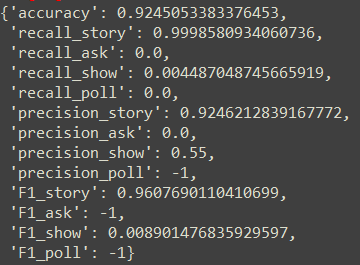 {'accuracy': 0.9245053383376453,
'recall_story': 0.9998580934060736,
'recall_ask': 0.0,
'recall_show': 0.004487048745665919,
'recall_poll': 0.0,
'precision_story': 0.9246212839167772,
'precision_ask': 0.0,
'precision_show': 0.55,
'precision_poll': -1,
'F1_story': 0.9607690110410699,
'F1_ask': -1,
'F1_show': 0.008901476835929597,
'F1_poll': -1}